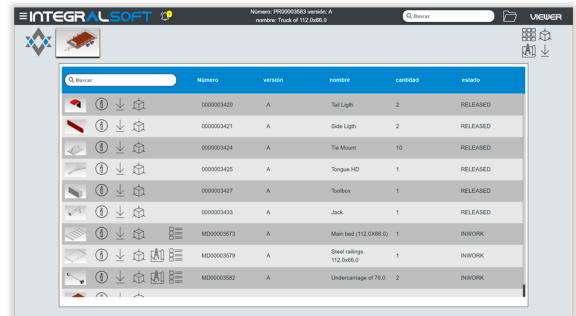 INTEGRALSOFT
Número: PR00003583 versión: A
nombre: Truck of 112.0x66.0
Buscar
VIEWER
Buscar Número versión nombre cantidad estado
0000003420 A Tail Ligth 2 RELEASED
0000003421 A Side Ligth 2 RELEASED
0000003424 A Tie Mount 10 RELEASED
0000003425 A Tongue HD 1 RELEASED
0000003427 A Toolbox 1 RELEASED
0000003433 A Jack 1 RELEASED
MD00003573 A Main bed (112.0X66.0) 1 INWORK
MD00003579 A Steel railings 112.0x66.0 1 INWORK
MD00003582 A Undercarriage of 76.0 2 INWORK